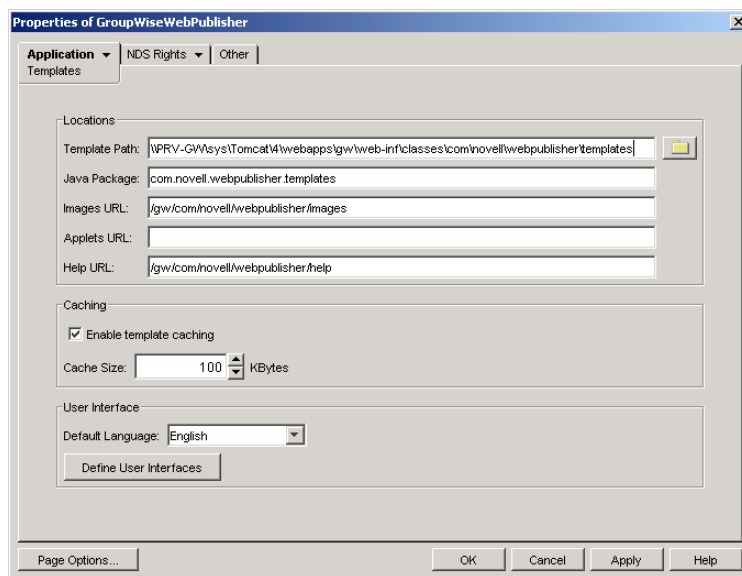 Properties of GroupWiseWebPublisher
Application NDS Rights Other
Templates
Locations
Template Path: \\PRV-GW\sys\Tomcat\4\webapps\gw\web-inf\classes\com\novell\webpublisher\templates
Java Package: com.novell.webpublisher.templates
Images URL: /gw/com/novell/webpublisher/images
Applets URL:
Help URL: /gw/com/novell/webpublisher/help
Caching
Enable template caching
Cache Size: 100 KBytes
User Interface
Default Language: English
Define User Interfaces
Page Options... OK Cancel Apply Help